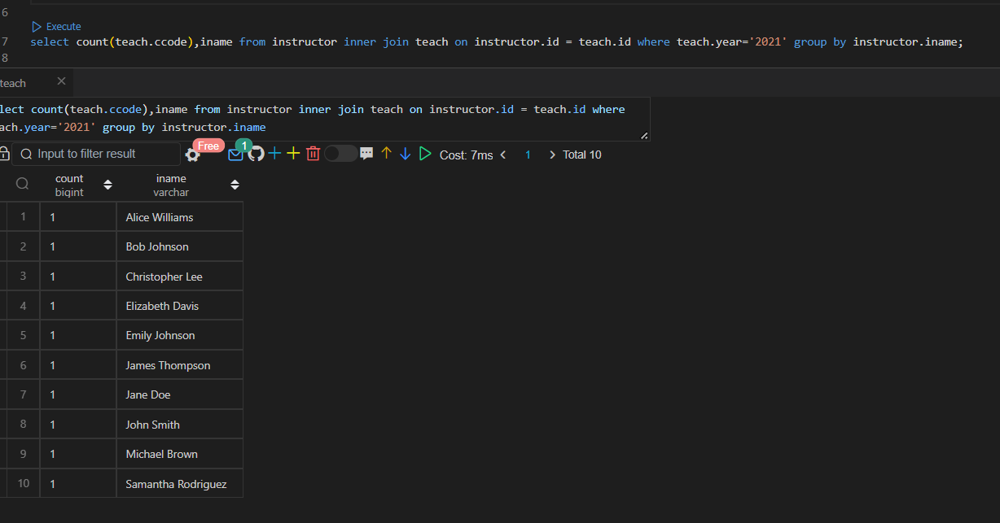 6
Execute
7 select count(teach.ccode),iname from instructor inner join teach on instructor.id = teach.id where teach.year='2021' group by instructor.iname;
8
teach
lect count(teach.ccode),iname from instructor inner join teach on instructor.id = teach.id where
ach.year='2021' group by instructor.iname
Input to filter result Free 1 Cost: 7ms 1 Total 10
count iname
bigint varchar
1 1 Alice Williams
2 1 Bob Johnson
3 1 Christopher Lee
4 1 Elizabeth Davis
5 1 Emily Johnson
6 1 James Thompson
7 1 Jane Doe
8 1 John Smith
9 1 Michael Brown
10 1 Samantha Rodriguez